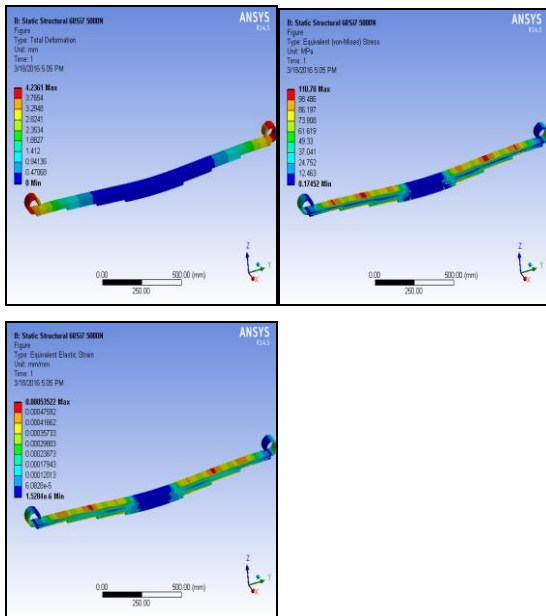 B: Static Structural 60Si7 5000N
Figure
Type: Total Deformation
Unit: mm
Time: 1
3/18/2016 5:05 PM
4.2361 Max
3.7654
3.2948
2.8241
2.3534
1.8827
1.412
0.94136
0.47068
0 Min
ANSYS
R14.5
0.00
500.00 (mm)
250.00
Z
Y
X
B: Static Structural 60Si7 5000N
Figure
Type: Equivalent (von-Mises) Stress
Unit: MPa
Time: 1
3/18/2016 5:05 PM
110.78 Max
98.486
86.197
73.908
61.619
49.33
37.041
24.752
12.463
0.17452 Min
ANSYS
R14.5
0.00
500.00 (mm)
250.00
Z
Y
X
B: Static Structural 60Si7 5000N
Figure
Type: Equivalent Elastic Strain
Unit: mm/mm
Time: 1
3/18/2016 5:05 PM
0.00053522 Max
0.00047592
0.00041662
0.00035733
0.00029803
0.00023873
0.00017943
0.00012013
6.0828e-5
1.5284e-6 Min
ANSYS
R14.5
0.00
500.00 (mm)
250.00
Z
Y
X